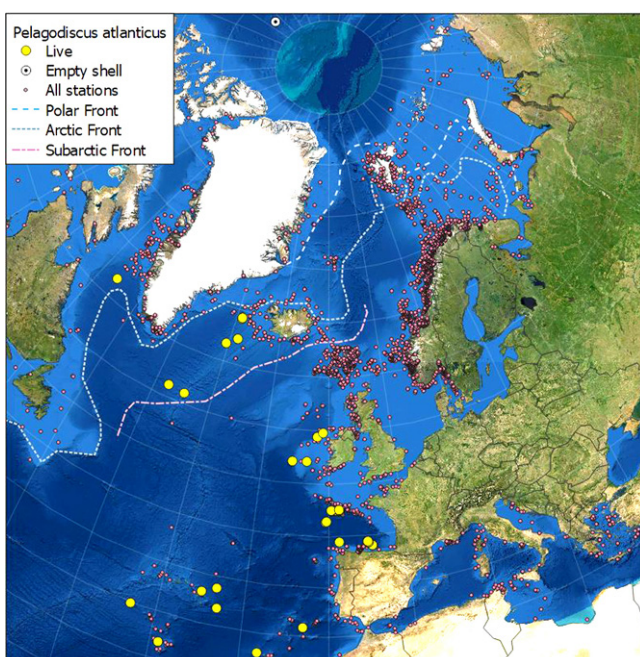 Pelagodiscus atlanticus
Live
Empty shell
All stations
Polar Front
Arctic Front
Subarctic Front